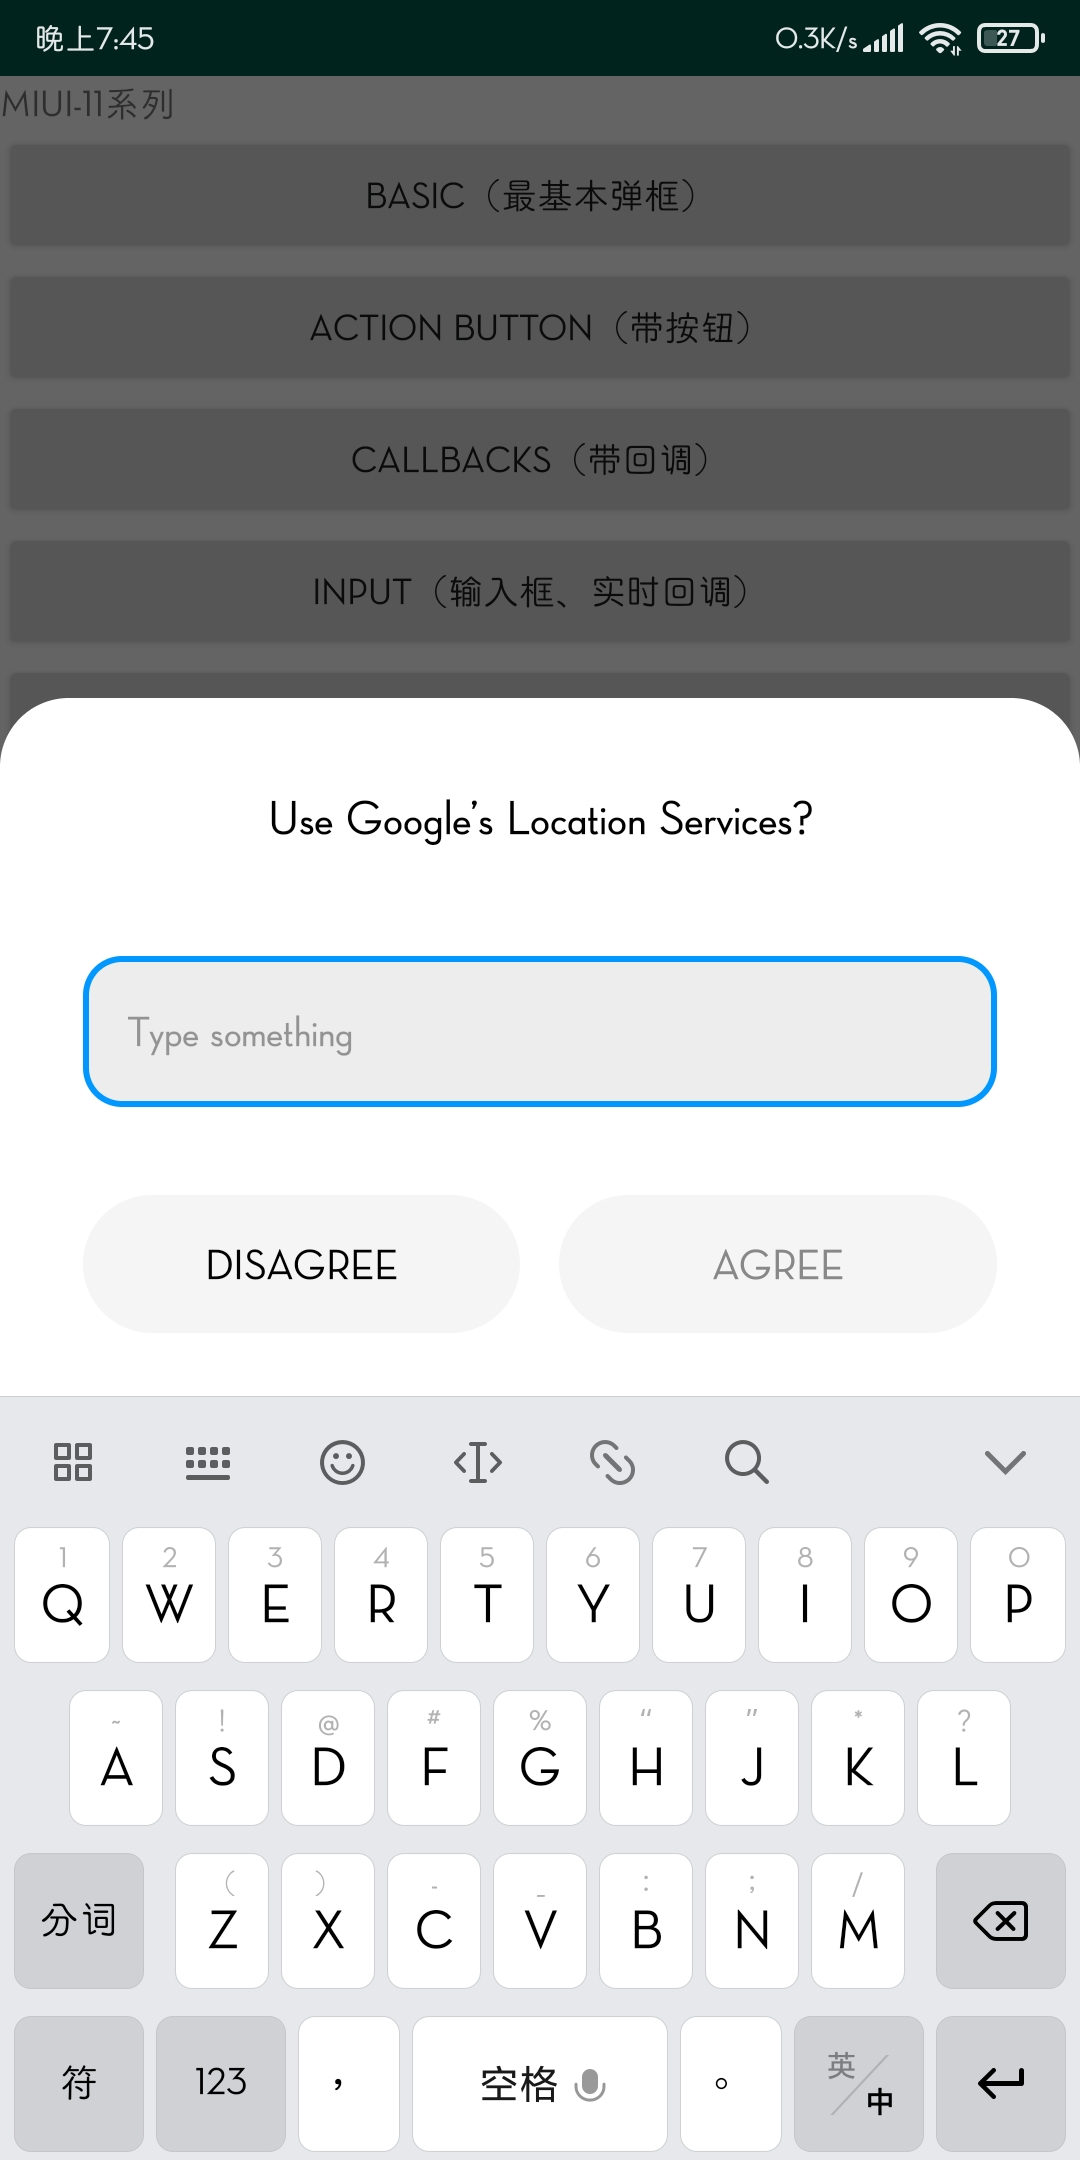 晚上7:45 0.3K/s 27
MIUI-11系列
BASIC（最基本弹框）
ACTION BUTTON（带按钮）
CALLBACKS（带回调）
INPUT（输入框、实时回调）
Use Google's Location Services?
Type something
DISAGREE AGREE
1 2 3 4 5 6 7 8 9 0
Q W E R T Y U I O P
~ ! @ # % “ ” * ?
A S D F G H J K L
（ ） - _ : ; /
分词 Z X C V B N M
符 123 ， 空格 。 英/中